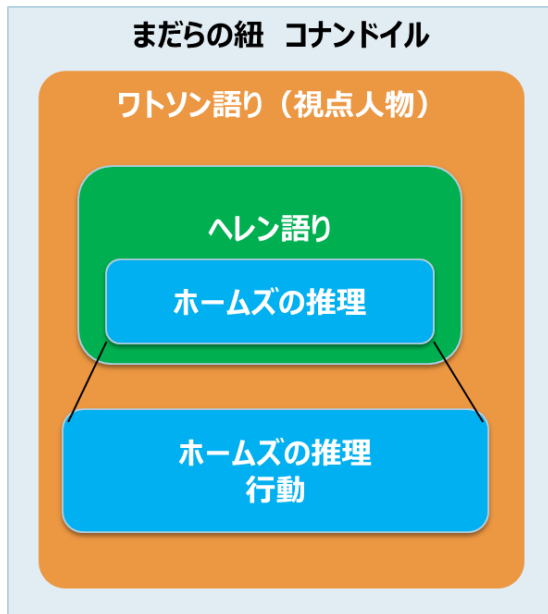 まだらの紐　コナンドイル
ワトソン語り（視点人物）
ヘレン語り
ホームズの推理
ホームズの推理
行動